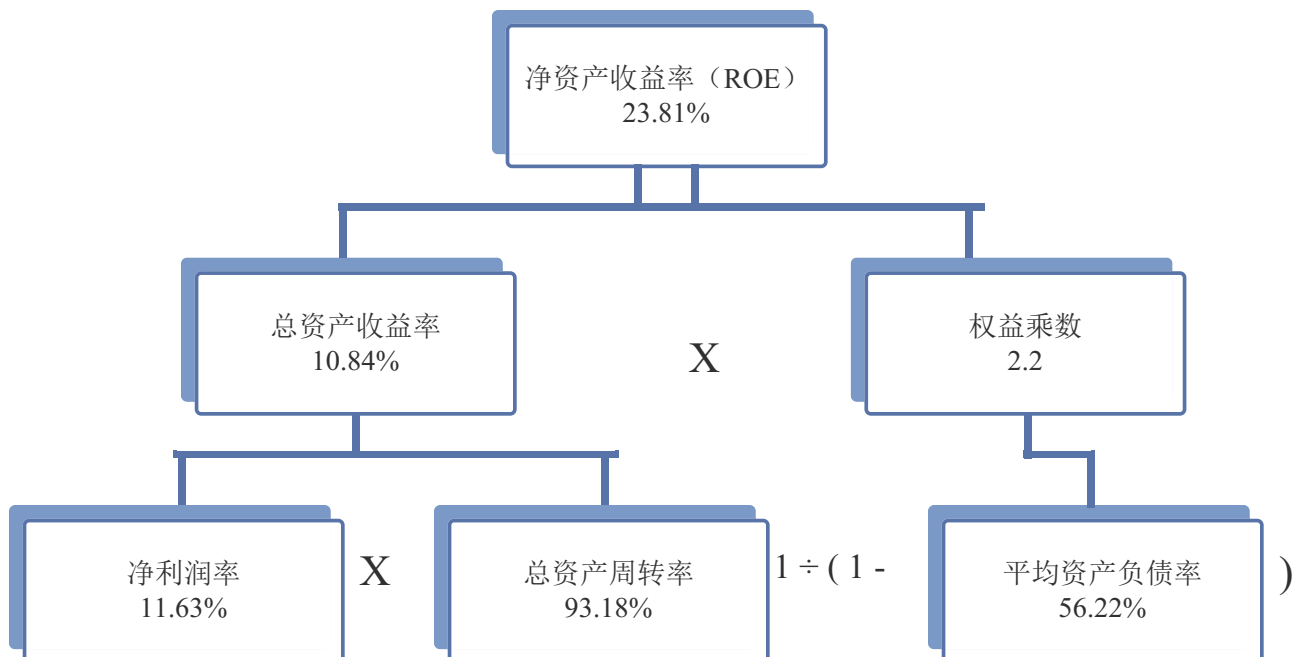 净资产收益率（ROE）
23.81%
总资产收益率
10.84%
X
权益乘数
2.2
净利润率
11.63%
X
总资产周转率
93.18%
1 ÷ ( 1 -
平均资产负债率
56.22%
)